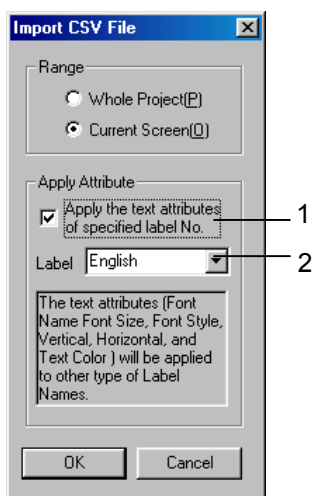 Import CSV File
Range
Whole Project(P)
Current Screen(O)
Apply Attribute
Apply the text attributes
of specified label No.
1
Label English
2
The text attributes (Font
Name Font Size, Font Style,
Vertical, Horizontal, and
Text Color ) will be applied
to other type of Label
Names.
OK Cancel